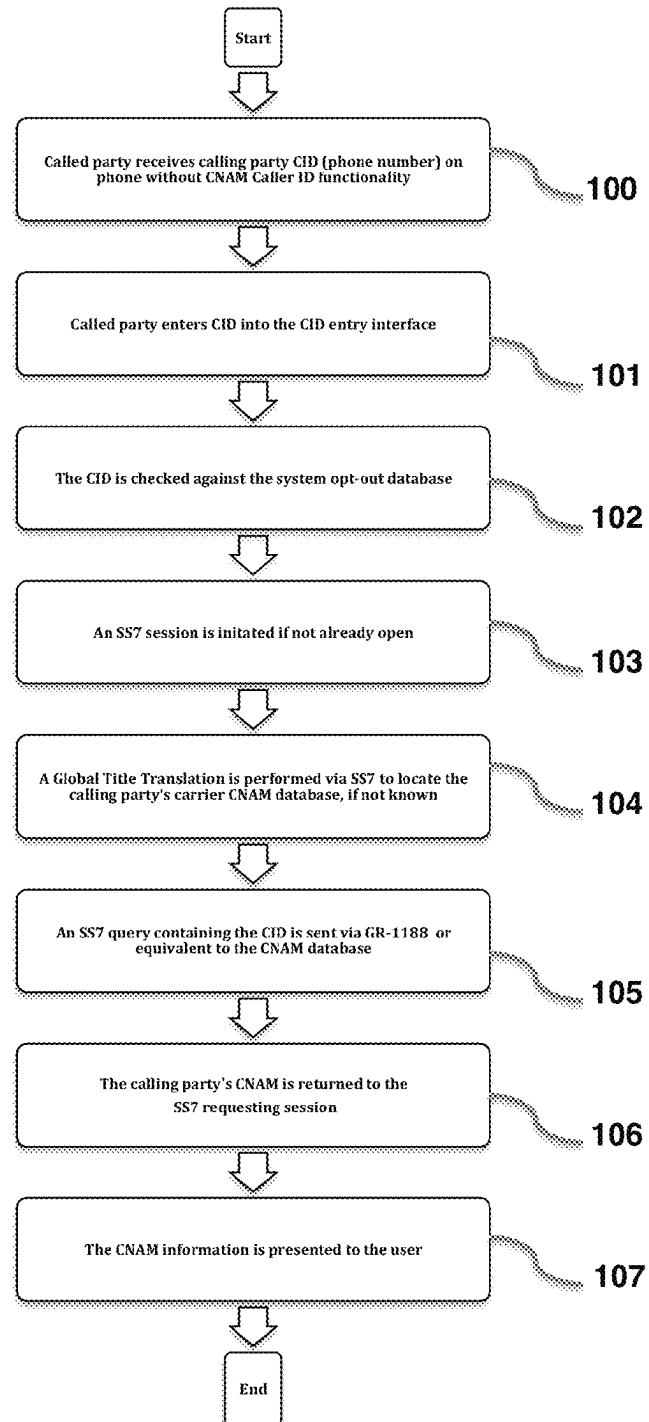 Start
Called party receives calling party CID (phone number) on
phone without CNAM Caller ID functionality
100
Called party enters CID into the CID entry interface
101
The CID is checked against the system opt-out database
102
An SS7 session is initated if not already open
103
A Global Title Translation is performed via SS7 to locate the
calling party's carrier CNAM database, if not known
104
An SS7 query containing the CID is sent via GR-1188 or
equivalent to the CNAM database
105
The calling party's CNAM is returned to the
SS7 requesting session
106
The CNAM information is presented to the user
107
End